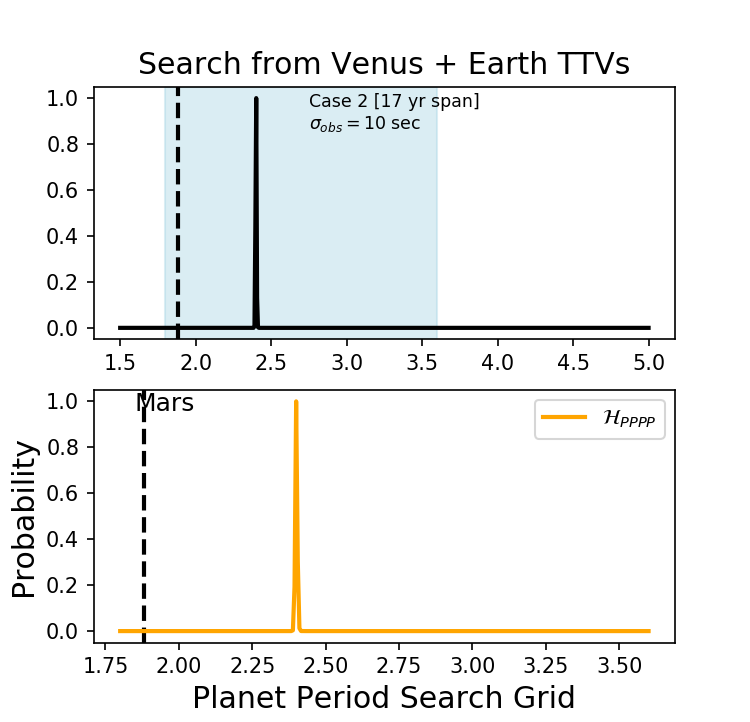 Search from Venus + Earth TTVs
Case 2 [17 yr span]
σ_obs = 10 sec
1.0
0.8
0.6
0.4
0.2
0.0
1.5 2.0 2.5 3.0 3.5 4.0 4.5 5.0
Mars
ℋ_PPPP
1.0
0.8
0.6
0.4
0.2
0.0
Probability
1.75 2.00 2.25 2.50 2.75 3.00 3.25 3.50
Planet Period Search Grid